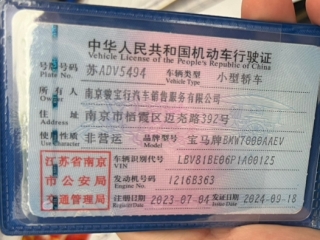 中华人民共和国机动车行驶证
Vehicle License of the People's Republic of China
号牌号码 苏ADV5494 车辆类型 小型轿车
Plate No. Vehicle Type
所有人 南京骏宝行汽车销售服务有限公司
Owner
住址 南京市栖霞区迈尧路392号
Address
使用性质 非营运 品牌型号 宝马牌BMW7000AAEV
Use Character Model
江苏省南京市公安局交通管理局
车辆识别代号 LBV81BE06P1A00125
VIN
发动机号码 I216B363
Engine No.
注册日期 2023-07-04 发证日期 2024-09-18
Register Date Issue Date